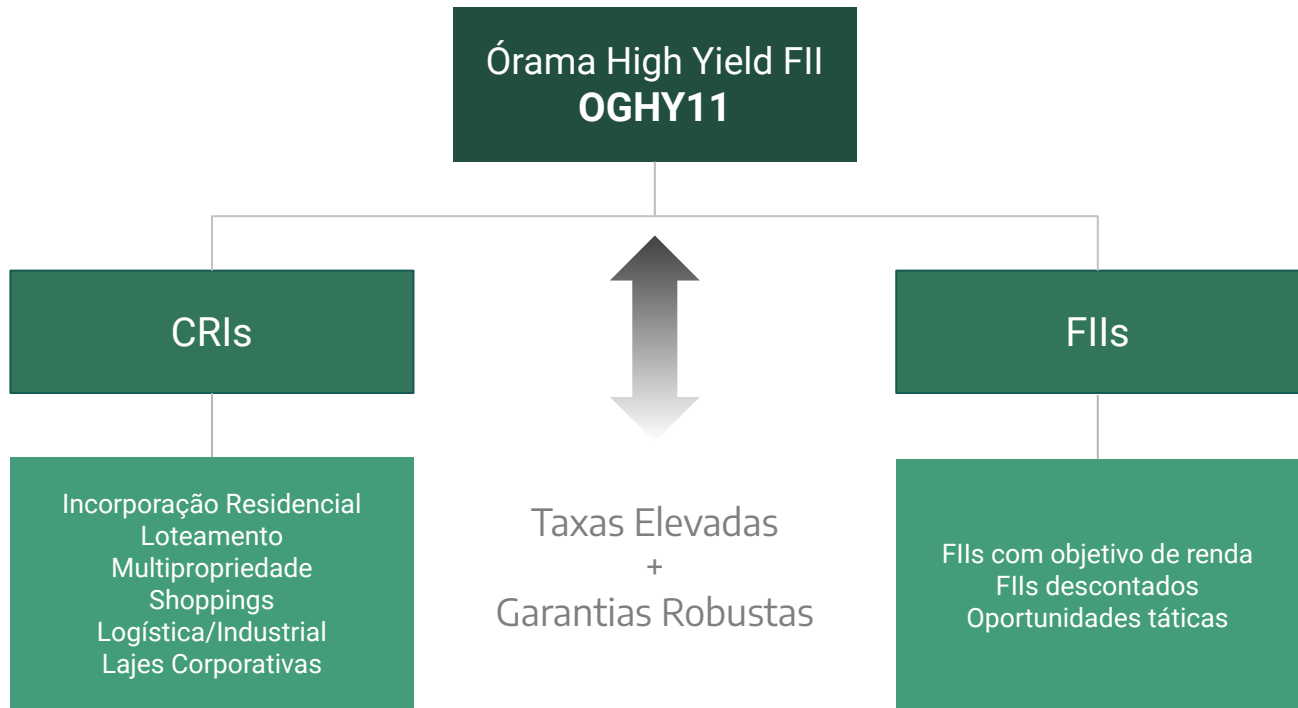 Órama High Yield FII
OGHY11
CRIs
FIIs
Incorporação Residencial
Loteamento
Multipropriedade
Shoppings
Logística/Industrial
Lajes Corporativas
Taxas Elevadas
+
Garantias Robustas
FIIs com objetivo de renda
FIIs descontados
Oportunidades táticas